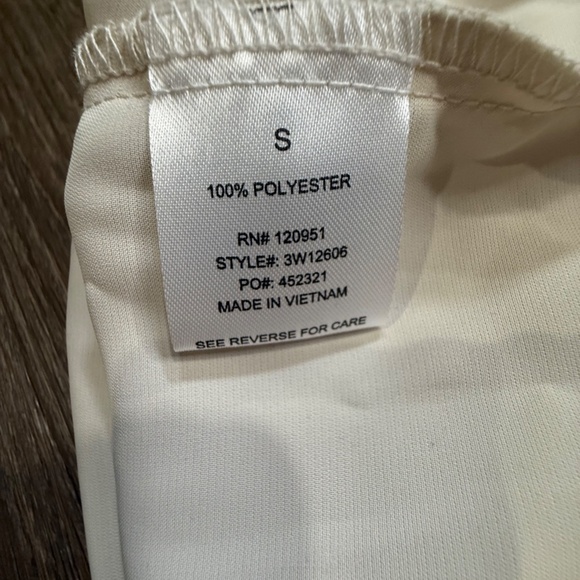 S
100% POLYESTER
RN# 120951
STYLE#: 3W12606
PO#: 452321
MADE IN VIETNAM
SEE REVERSE FOR CARE